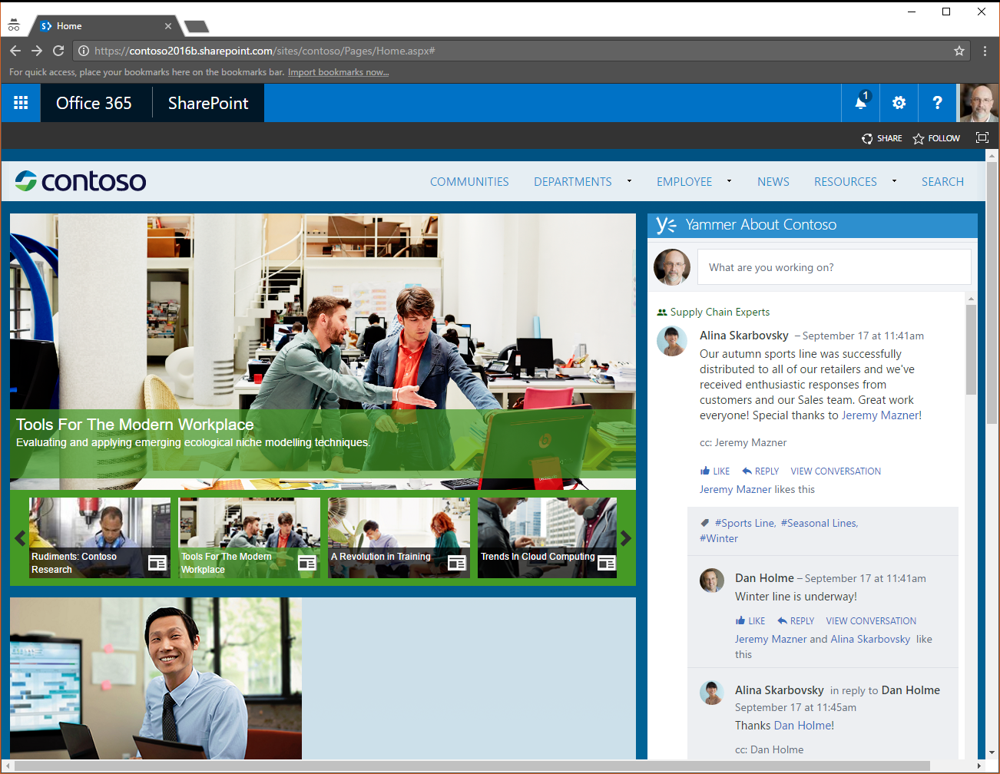 Home
https://contoso2016b.sharepoint.com/sites/contoso/Pages/Home.aspx#
For quick access, place your bookmarks here on the bookmarks bar. Import bookmarks now...
Office 365 SharePoint 1 ?
SHARE FOLLOW
contoso COMMUNITIES DEPARTMENTS EMPLOYEE NEWS RESOURCES SEARCH
Tools For The Modern Workplace
Evaluating and applying emerging ecological niche modelling techniques.
Rudiments: Contoso
Research
Tools For The Modern
Workplace
A Revolution in Training
Trends In Cloud Computing
Yammer About Contoso
What are you working on?
Supply Chain Experts
Alina Skarbovsky – September 17 at 11:41am
Our autumn sports line was successfully
distributed to all of our retailers and we've
received enthusiastic responses from
customers and our Sales team. Great work
everyone! Special thanks to Jeremy Mazner!
cc: Jeremy Mazner
LIKE REPLY VIEW CONVERSATION
Jeremy Mazner likes this
#Sports Line, #Seasonal Lines,
#Winter
Dan Holme – September 17 at 11:41am
Winter line is underway!
LIKE REPLY VIEW CONVERSATION
Jeremy Mazner and Alina Skarbovsky like
this
Alina Skarbovsky in reply to Dan Holme
September 17 at 11:45am
Thanks Dan Holme!
cc: Dan Holme